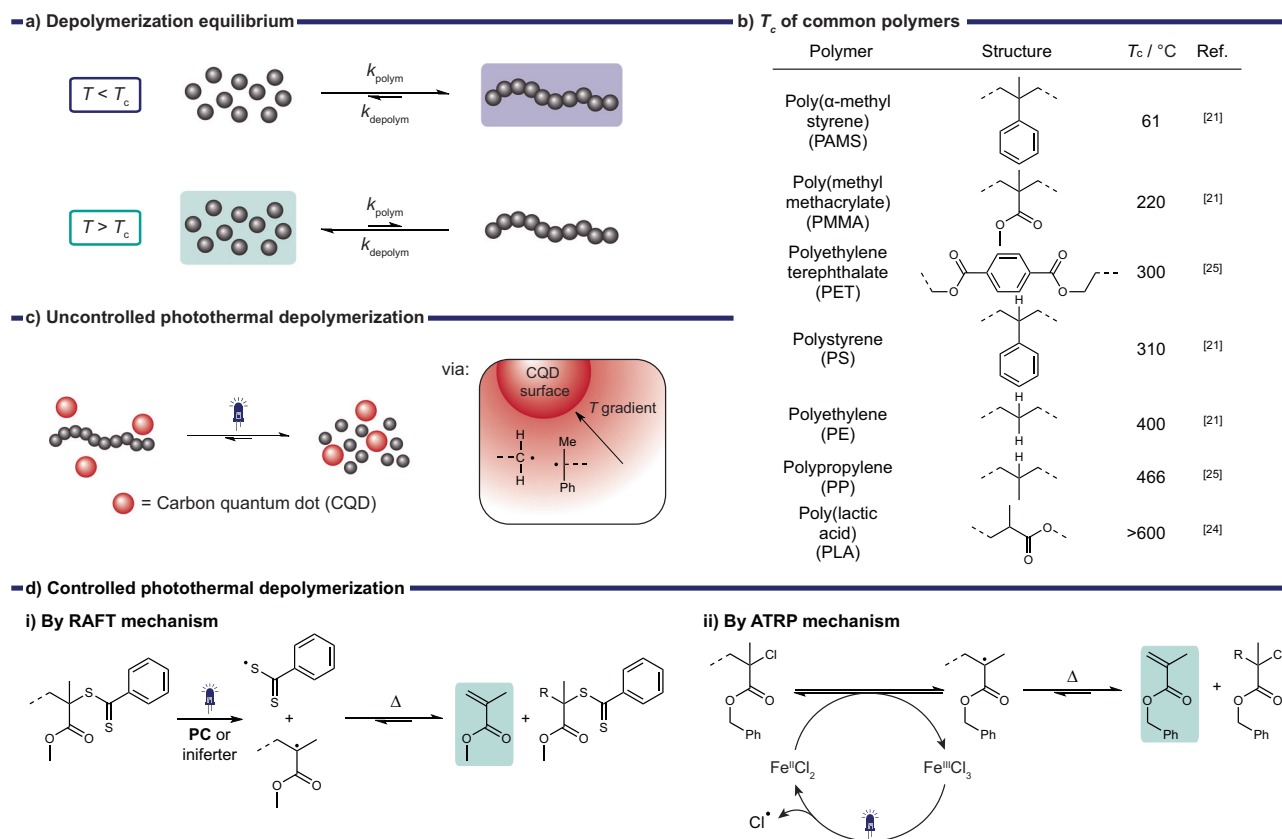 a) Depolymerization equilibrium
T < Tc
kpolym
kdepolym
T > Tc
kpolym
kdepolym
b) Tc of common polymers
Polymer Structure Tc / °C Ref.
Poly(α-methyl
styrene)
(PAMS)
61 [21]
Poly(methyl
methacrylate)
(PMMA)
O
O
220 [21]
Polyethylene
terephthalate
(PET)
O
O
O
O
300 [25]
Polystyrene
(PS)
H
310 [21]
Polyethylene
(PE)
H
H
400 [21]
Polypropylene
(PP)
H
466 [25]
Poly(lactic
acid)
(PLA)
O
O
>600 [24]
c) Uncontrolled photothermal depolymerization
via:
CQD
surface
T gradient
H
C
H
Me
Ph
= Carbon quantum dot (CQD)
d) Controlled photothermal depolymerization
i) By RAFT mechanism
S
S
O
O
PC or
iniferter
S
S
+
O
O
Δ
O
O
+
R
S
S
O
O
ii) By ATRP mechanism
Cl
O
O
Ph
O
O
Ph
FeIICl2
FeIIICl3
Cl•
Δ
O
O
Ph
+
R
Cl
O
O
Ph